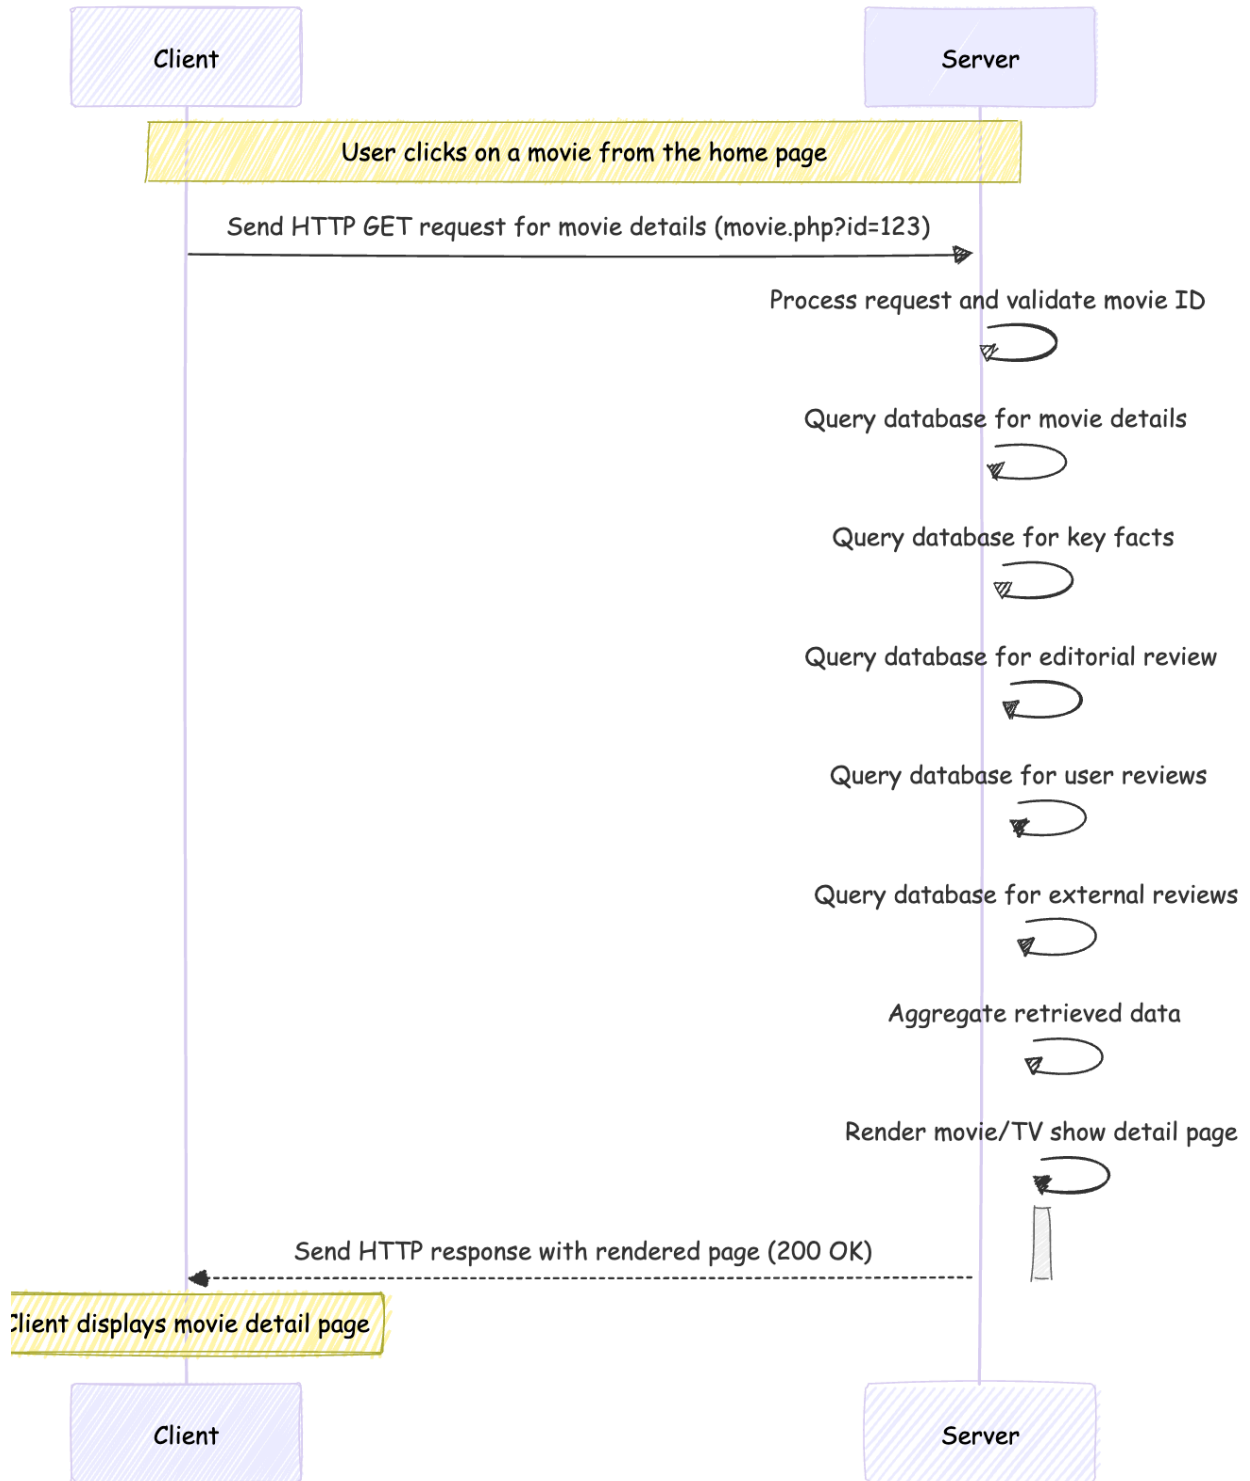 Client
Server
User clicks on a movie from the home page
Send HTTP GET request for movie details (movie.php?id=123)
Process request and validate movie ID
Query database for movie details
Query database for key facts
Query database for editorial review
Query database for user reviews
Query database for external reviews
Aggregate retrieved data
Render movie/TV show detail page
Send HTTP response with rendered page (200 OK)
Client displays movie detail page
Client
Server